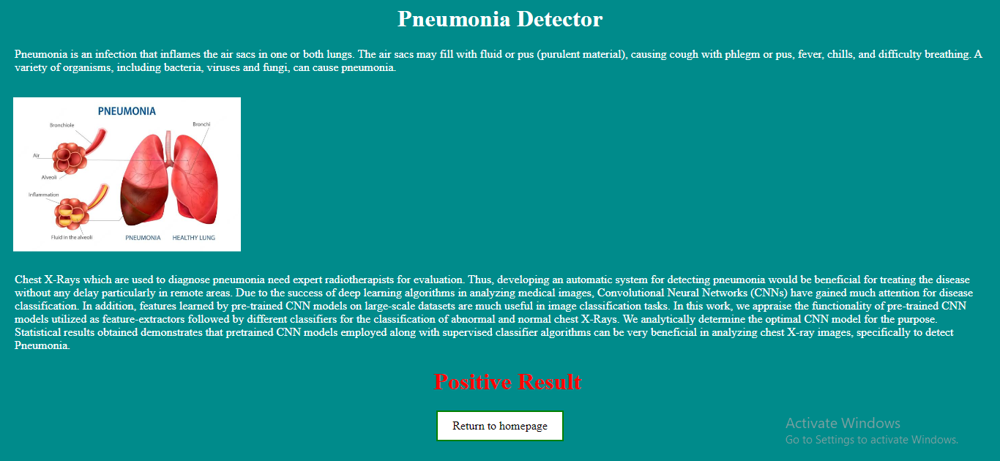 Pneumonia Detector
Pneumonia is an infection that inflames the air sacs in one or both lungs. The air sacs may fill with fluid or pus (purulent material), causing cough with phlegm or pus, fever, chills, and difficulty breathing. A
variety of organisms, including bacteria, viruses and fungi, can cause pneumonia.
PNEUMONIA
Bronchiole
Bronchi
Air
Alveoli
Inflammation
Fluid in the alveoli
PNEUMONIA
HEALTHY LUNG
Chest X-Rays which are used to diagnose pneumonia need expert radiotherapists for evaluation. Thus, developing an automatic system for detecting pneumonia would be beneficial for treating the disease
without any delay particularly in remote areas. Due to the success of deep learning algorithms in analyzing medical images, Convolutional Neural Networks (CNNs) have gained much attention for disease
classification. In addition, features learned by pre-trained CNN models on large-scale datasets are much useful in image classification tasks. In this work, we appraise the functionality of pre-trained CNN
models utilized as feature-extractors followed by different classifiers for the classification of abnormal and normal chest X-Rays. We analytically determine the optimal CNN model for the purpose.
Statistical results obtained demonstrates that pretrained CNN models employed along with supervised classifier algorithms can be very beneficial in analyzing chest X-ray images, specifically to detect
Pneumonia.
Positive Result
Return to homepage
Activate Windows
Go to Settings to activate Windows.